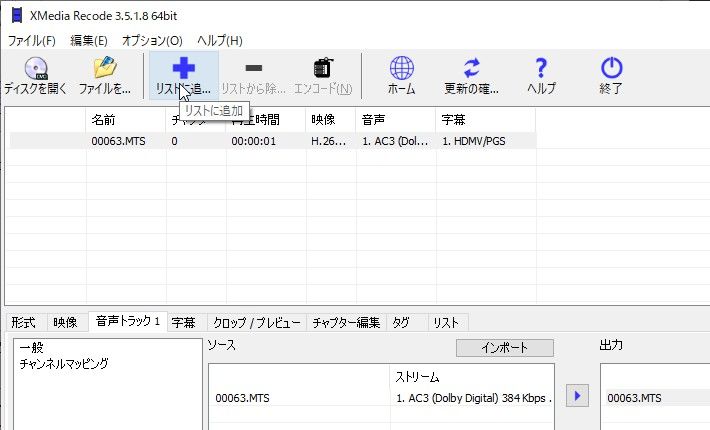 XMedia Recode 3.5.1.8 64bit
ファイル(F) 編集(E) オプション(O) ヘルプ(H)
ディスクを開く ファイルを... リストに追... リストから除... エンコード(N) ホーム 更新の確... ヘルプ 終了
リストに追加
名前 再生時間 映像 音声 字幕
00063.MTS 0 00:00:01 H.26... 1. AC3 (Dol... 1. HDMV/PGS
形式 映像 音声トラック 1 字幕 クロップ / プレビュー チャプター編集 タグ リスト
一般 ソース インポート 出力
チャンネルマッピング
ストリーム
00063.MTS 1. AC3 (Dolby Digital) 384 Kbps . 00063.MTS